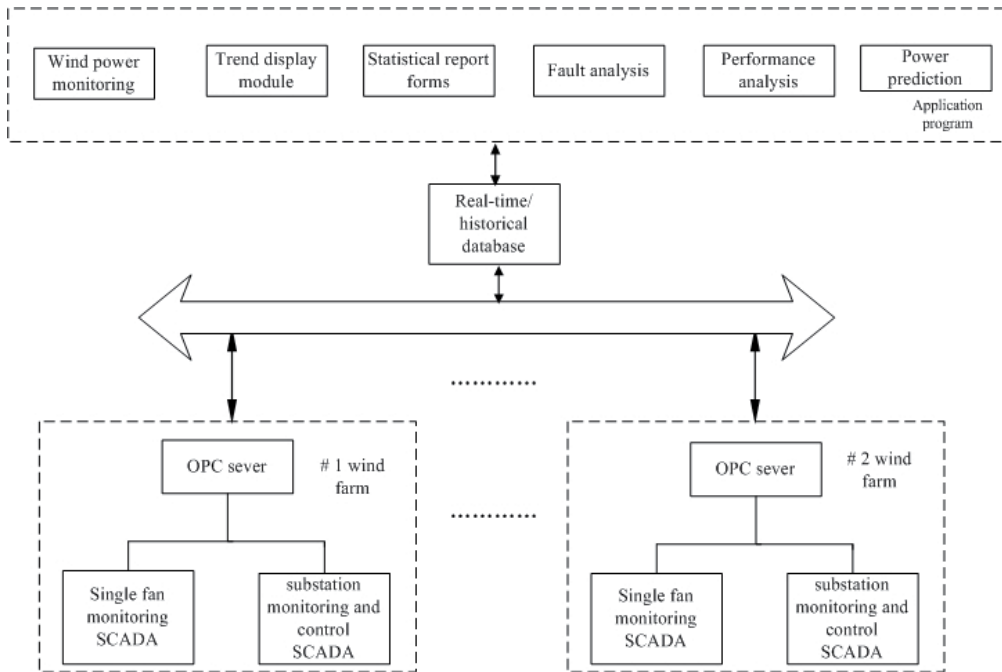 Wind power
monitoring
Trend display
module
Statistical report
forms
Fault analysis
Performance
analysis
Power
prediction
Application
program
Real-time/
historical
database
OPC sever
# 1 wind
farm
Single fan
monitoring
SCADA
substation
monitoring and
control
SCADA
OPC sever
# 2 wind
farm
Single fan
monitoring
SCADA
substation
monitoring and
control
SCADA